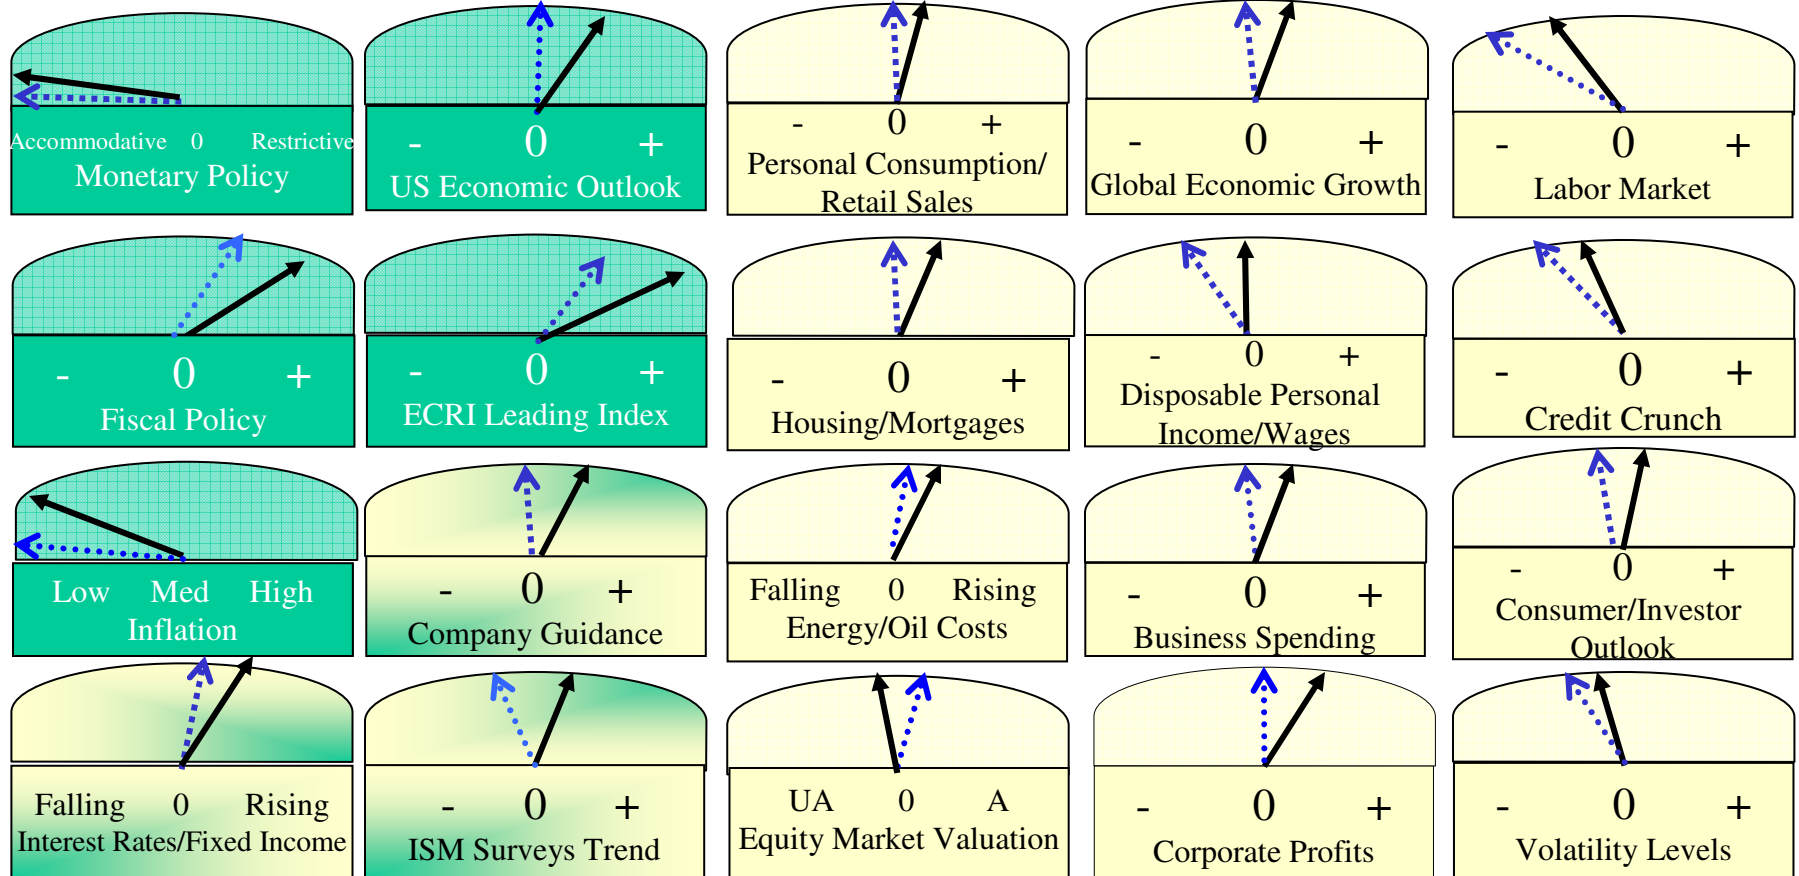 Accommodative 0 Restrictive
Monetary Policy
- 0 +
US Economic Outlook
- 0 +
Personal Consumption/
Retail Sales
- 0 +
Global Economic Growth
- 0 +
Labor Market
- 0 +
Fiscal Policy
- 0 +
ECRI Leading Index
- 0 +
Housing/Mortgages
- 0 +
Disposable Personal
Income/Wages
- 0 +
Credit Crunch
Low Med High
Inflation
- 0 +
Company Guidance
Falling 0 Rising
Energy/Oil Costs
- 0 +
Business Spending
- 0 +
Consumer/Investor
Outlook
Falling 0 Rising
Interest Rates/Fixed Income
- 0 +
ISM Surveys Trend
UA 0 A
Equity Market Valuation
- 0 +
Corporate Profits
- 0 +
Volatility Levels